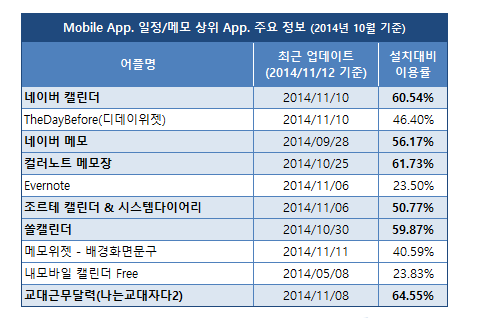 Mobile App. 일정/메모 상위 App. 주요 정보 (2014년 10월 기준)
어플명 최근 업데이트 (2014/11/12 기준) 설치대비 이용률
네이버 캘린더 2014/11/10 60.54%
TheDayBefore(디데이위젯) 2014/11/10 46.40%
네이버 메모 2014/09/28 56.17%
컬러노트 메모장 2014/10/25 61.73%
Evernote 2014/11/06 23.50%
조르테 캘린더 & 시스템다이어리 2014/11/06 50.77%
쏠캘린더 2014/10/30 59.87%
메모위젯 - 배경화면문구 2014/11/11 40.59%
내모바일 캘린더 Free 2014/05/08 23.83%
교대근무달력(나는교대자다2) 2014/11/08 64.55%